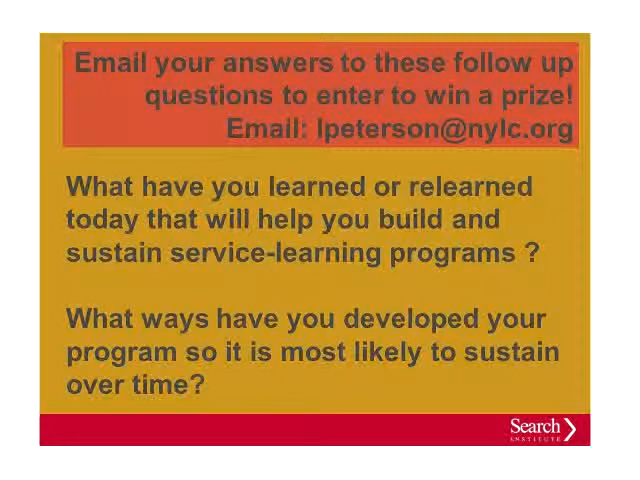 Email your answers to these follow up
questions to enter to win a prize!
Email: lpeterson@nylc.org
What have you learned or relearned
today that will help you build and
sustain service-learning programs ?
What ways have you developed your
program so it is most likely to sustain
over time?
Search
INSTITUTE